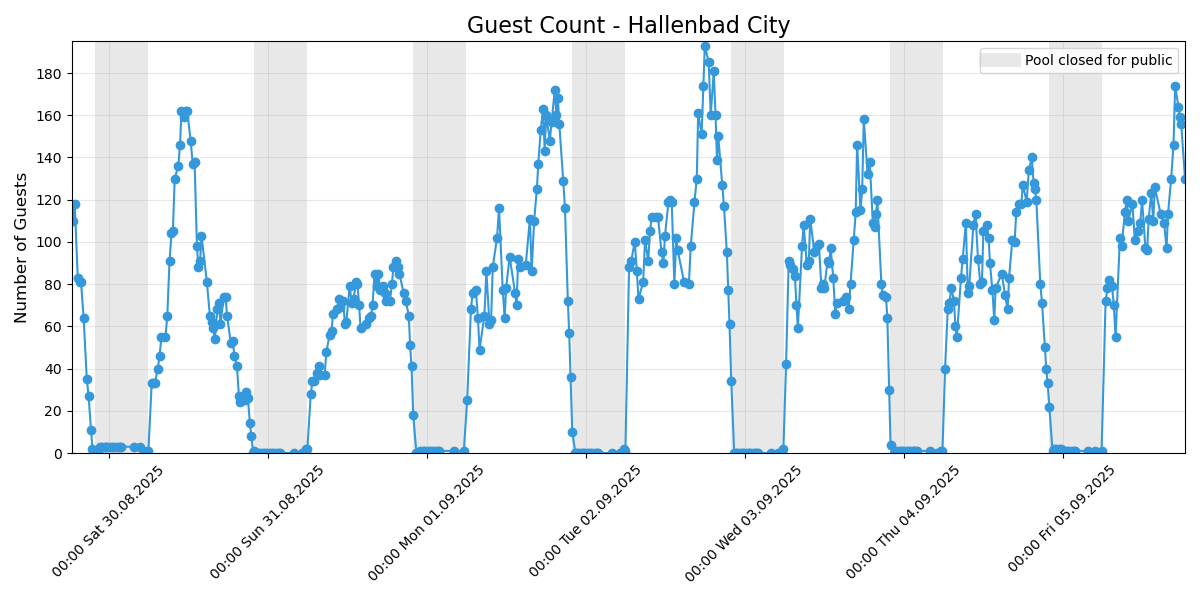 Guest Count - Hallenbad City
Pool closed for public
Number of Guests
180
160
140
120
100
80
60
40
20
0
00:00 Sat 30.08.2025
00:00 Sun 31.08.2025
00:00 Mon 01.09.2025
00:00 Tue 02.09.2025
00:00 Wed 03.09.2025
00:00 Thu 04.09.2025
00:00 Fri 05.09.2025